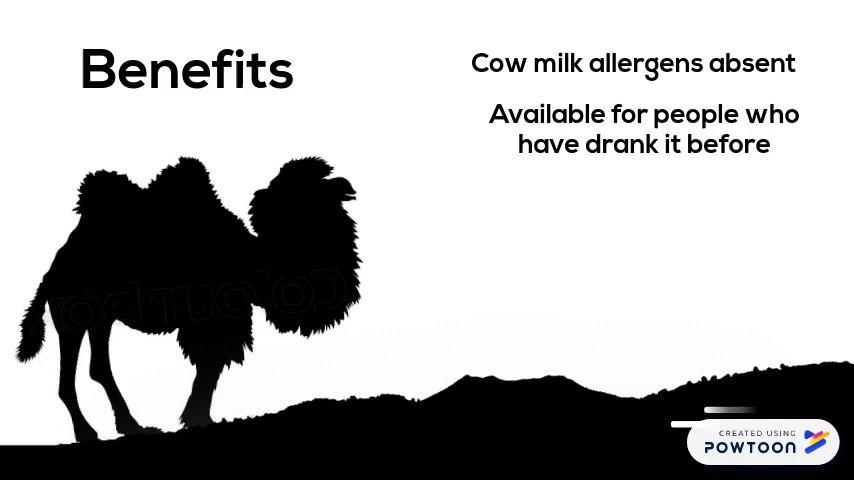 Benefits
Cow milk allergens absent
Available for people who
have drank it before
CREATED USING
POWTOON